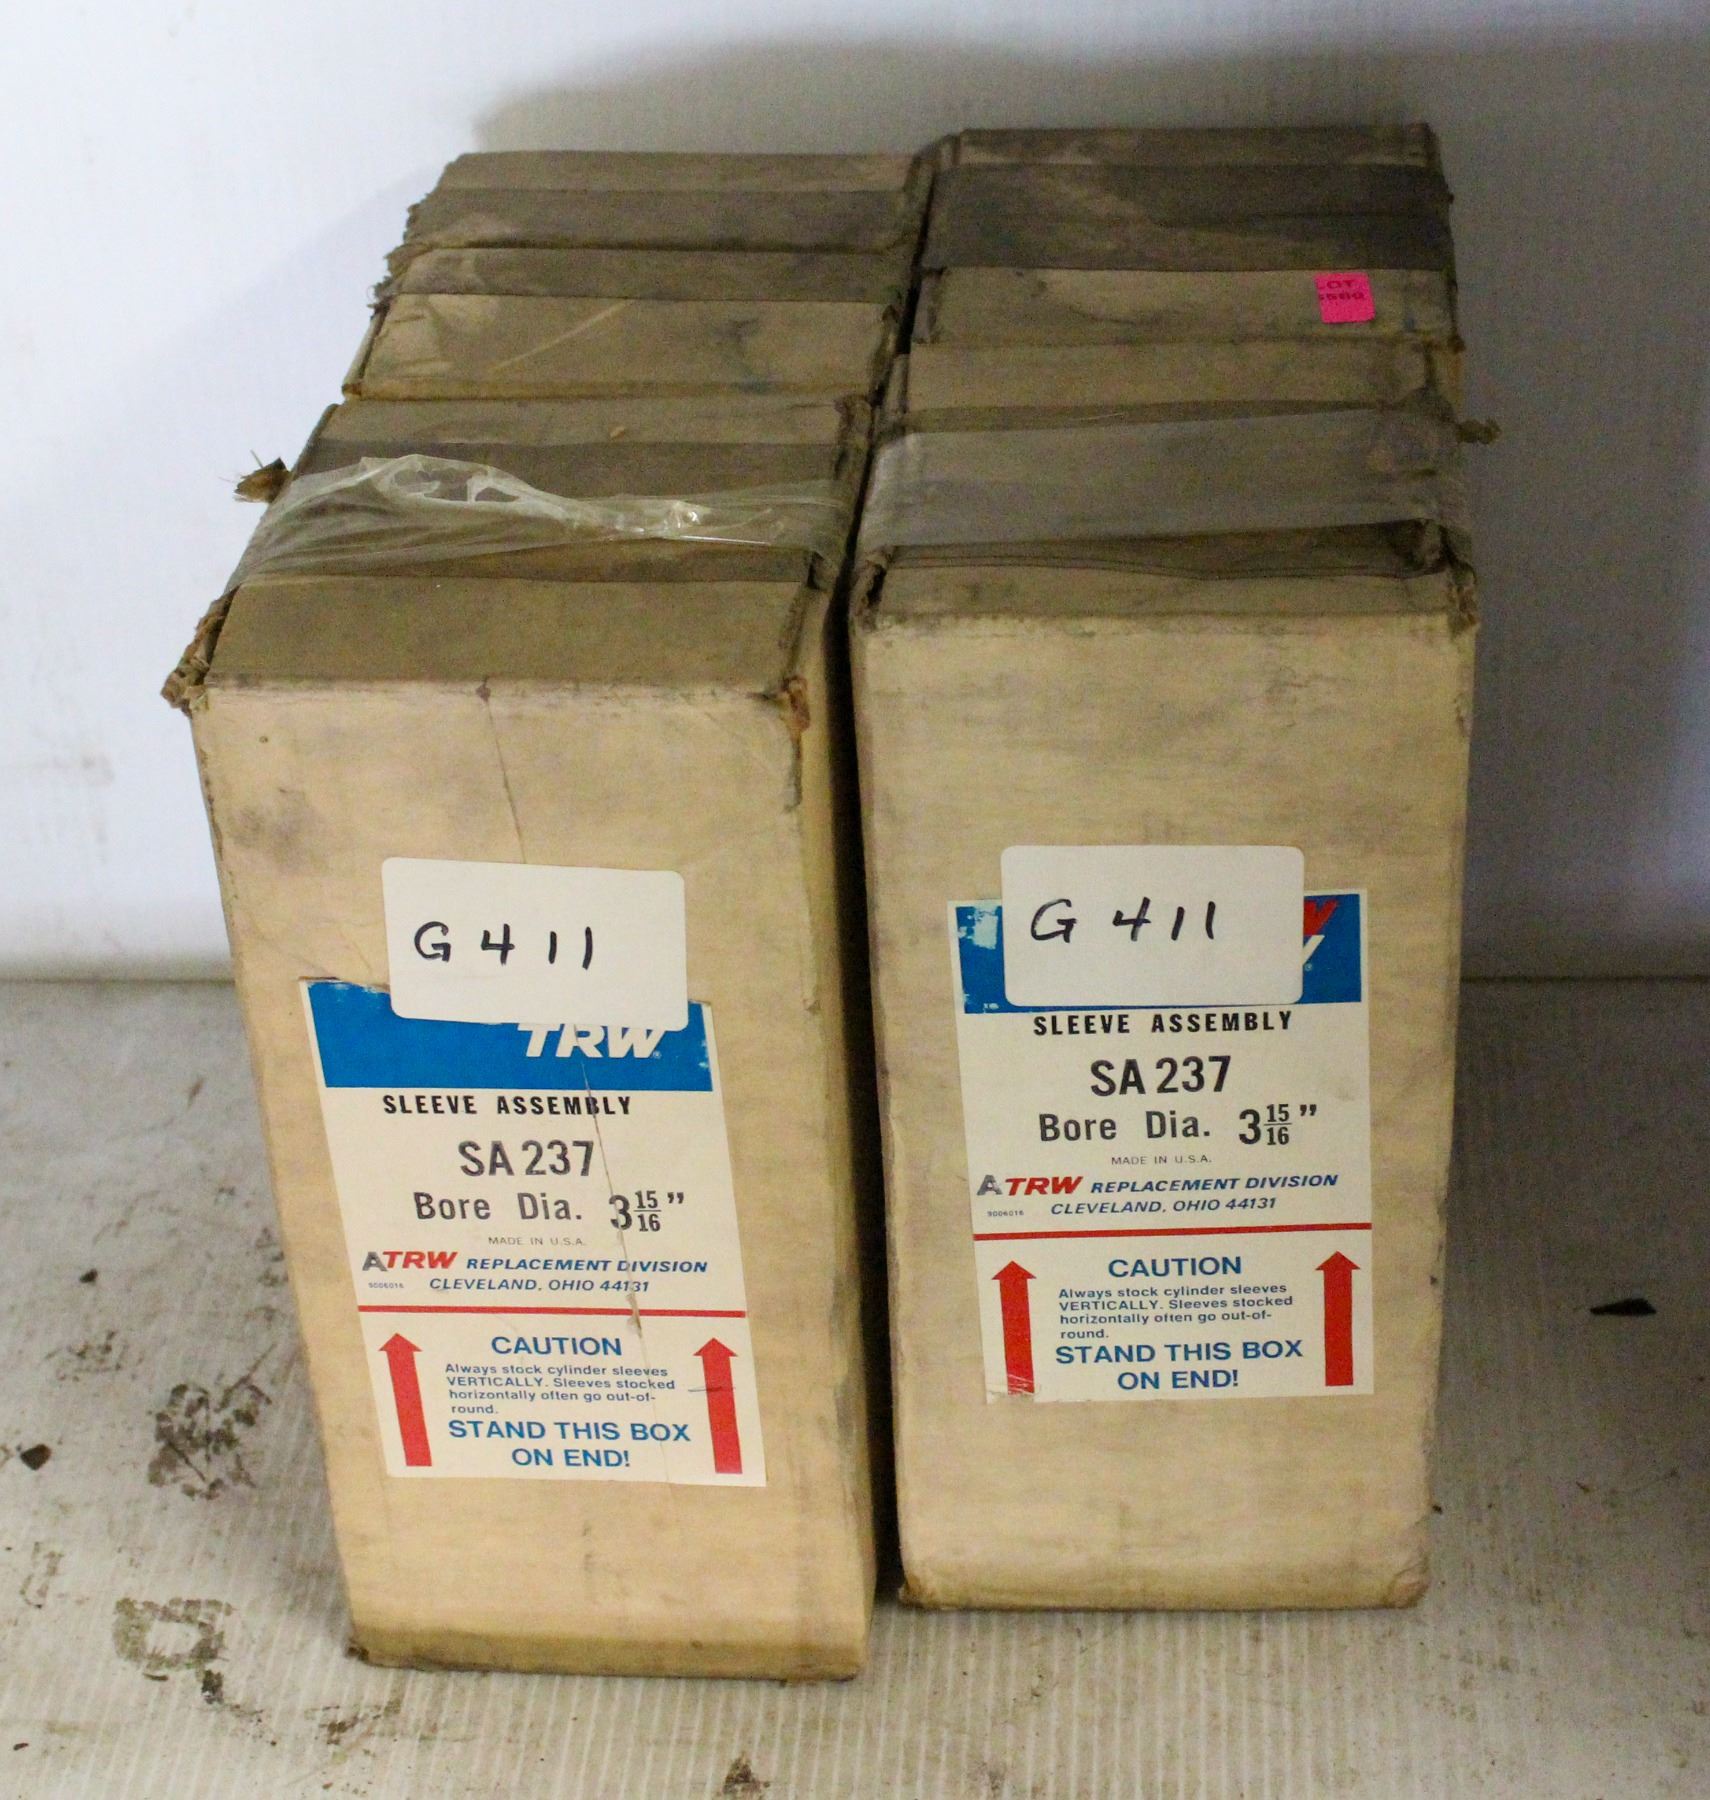 LOT
G 411
TRW
SLEEVE ASSEMBLY
SA 237
Bore Dia. 3 15/16"
MADE IN U.S.A.
TRW REPLACEMENT DIVISION
9006016 CLEVELAND, OHIO 44131
CAUTION
Always stock cylinder sleeves
VERTICALLY. Sleeves stocked
horizontally often go out-of-
round.
STAND THIS BOX
ON END!
G 411
SLEEVE ASSEMBLY
SA 237
Bore Dia. 3 15/16"
MADE IN U.S.A.
TRW REPLACEMENT DIVISION
9006016 CLEVELAND, OHIO 44131
CAUTION
Always stock cylinder sleeves
VERTICALLY. Sleeves stocked
horizontally often go out-of-
round.
STAND THIS BOX
ON END!